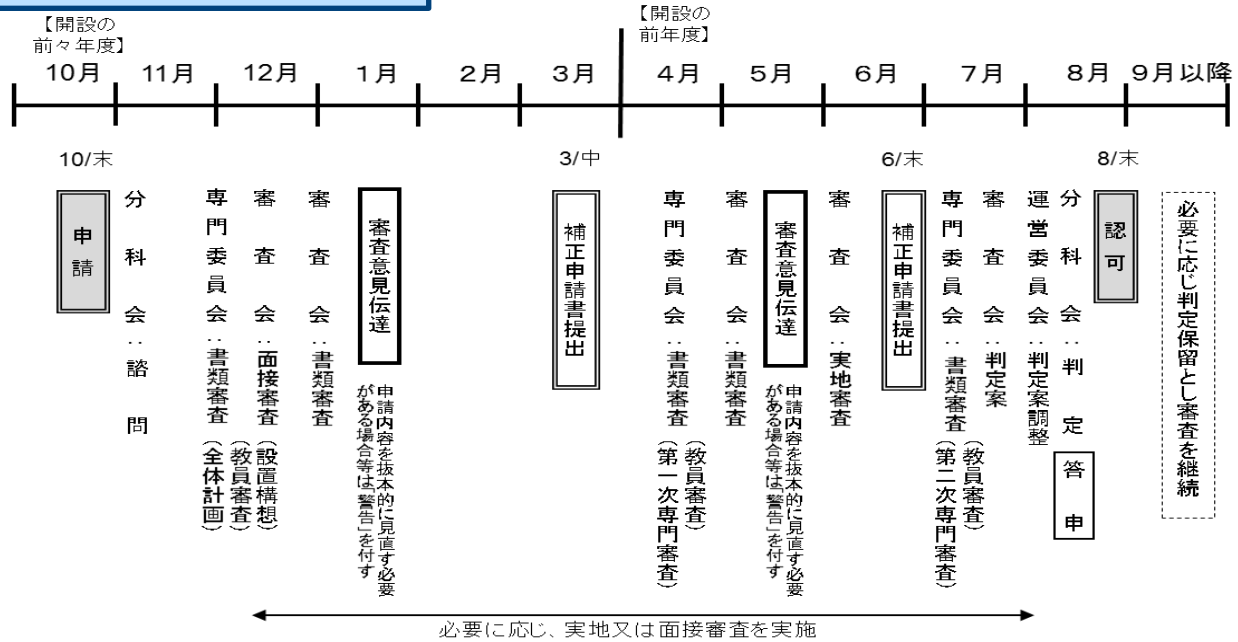 【開設の
前々年度】
【開設の
前年度】
10月
11月
12月
1月
2月
3月
4月
5月
6月
7月
8月
9月以降
10/末
3/中
6/末
8/末
申請
分科会:諮問
専門委員会:書類審査
(教員審査)
(全体計画)
審査会:面接審査
(設置構想)
審査会:書類審査
審査意見伝達
申請内容を抜本的に見直す必要
がある場合等は「警告」を付す
補正申請書提出
専門委員会:書類審査
(教員審査)
(第一次専門審査)
審査会:書類審査
審査意見伝達
申請内容を抜本的に見直す必要
がある場合等は「警告」を付す
審査会:実地審査
補正申請書提出
専門委員会:書類審査
(教員審査)
(第二次専門審査)
審査会:判定案
運営委員会:判定案調整
分科会:判定
答申
認可
必要に応じ判定保留とし審査を継続
必要に応じ、実地又は面接審査を実施